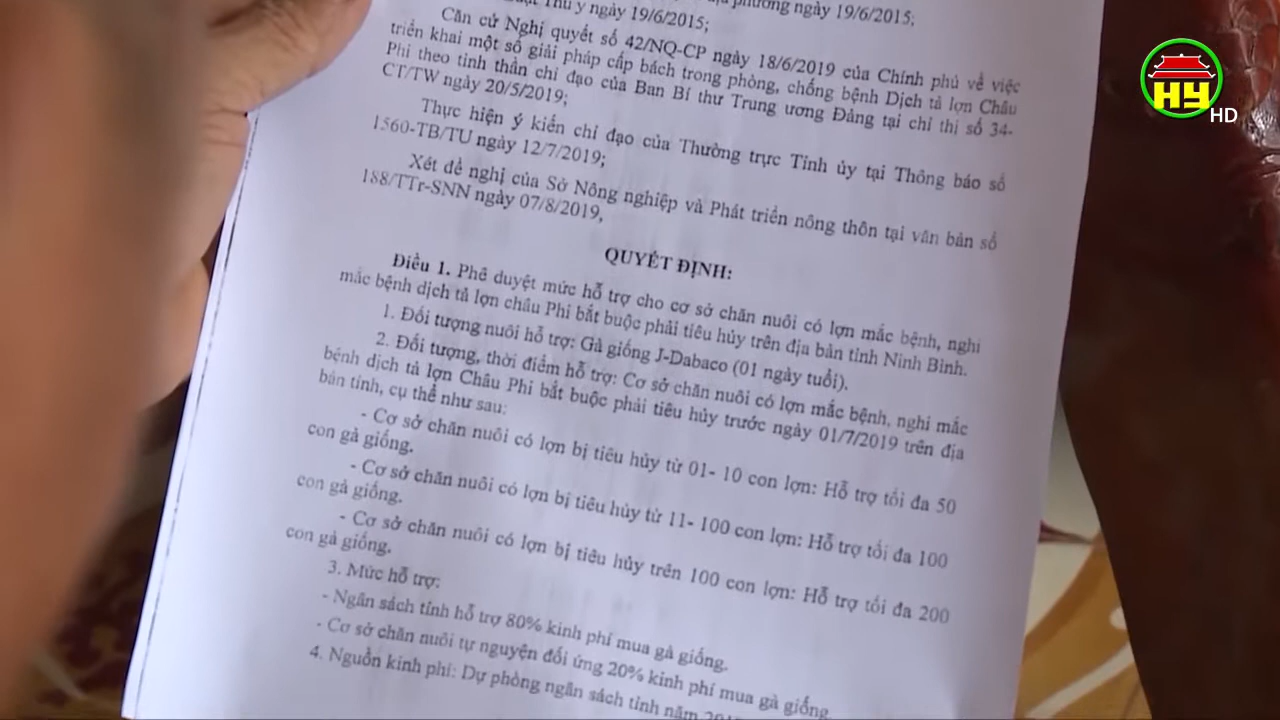 phương ngày 19/6/2015;
Thú y ngày 19/6/2015;
Căn cứ Nghị quyết số 42/NQ-CP ngày 18/6/2019 của Chính phủ về việc
triển khai một số giải pháp cấp bách trong phòng, chống bệnh Dịch tả lợn Châu
Phi theo tinh thần chỉ đạo của Ban Bí thư Trung ương Đảng tại chỉ thị số 34-
CT/TW ngày 20/5/2019;
Thực hiện ý kiến chỉ đạo của Thường trực Tỉnh ủy tại Thông báo số
1560-TB/TU ngày 12/7/2019;
Xét đề nghị của Sở Nông nghiệp và Phát triển nông thôn tại văn bản số
188/TTr-SNN ngày 07/8/2019,
QUYẾT ĐỊNH:
Điều 1. Phê duyệt mức hỗ trợ cho cơ sở chăn nuôi có lợn mắc bệnh, nghi
mắc bệnh dịch tả lợn châu Phi bắt buộc phải tiêu hủy trên địa bàn tỉnh Ninh Bình.
1. Đối tượng nuôi hỗ trợ: Gà giống J-Dabaco (01 ngày tuổi).
2. Đối tượng, thời điểm hỗ trợ: Cơ sở chăn nuôi có lợn mắc bệnh, nghi mắc
bệnh dịch tả lợn Châu Phi bắt buộc phải tiêu hủy trước ngày 01/7/2019 trên địa
bàn tỉnh, cụ thể như sau:
- Cơ sở chăn nuôi có lợn bị tiêu hủy từ 01- 10 con lợn: Hỗ trợ tối đa 50
con gà giống.
- Cơ sở chăn nuôi có lợn bị tiêu hủy từ 11- 100 con lợn: Hỗ trợ tối đa 100
con gà giống.
- Cơ sở chăn nuôi có lợn bị tiêu hủy trên 100 con lợn: Hỗ trợ tối đa 200
con gà giống.
3. Mức hỗ trợ:
- Ngân sách tỉnh hỗ trợ 80% kinh phí mua gà giống.
- Cơ sở chăn nuôi tự nguyện đối ứng 20% kinh phí mua gà giống.
4. Nguồn kinh phí: Dự phòng ngân sách tỉnh năm
HY
HD